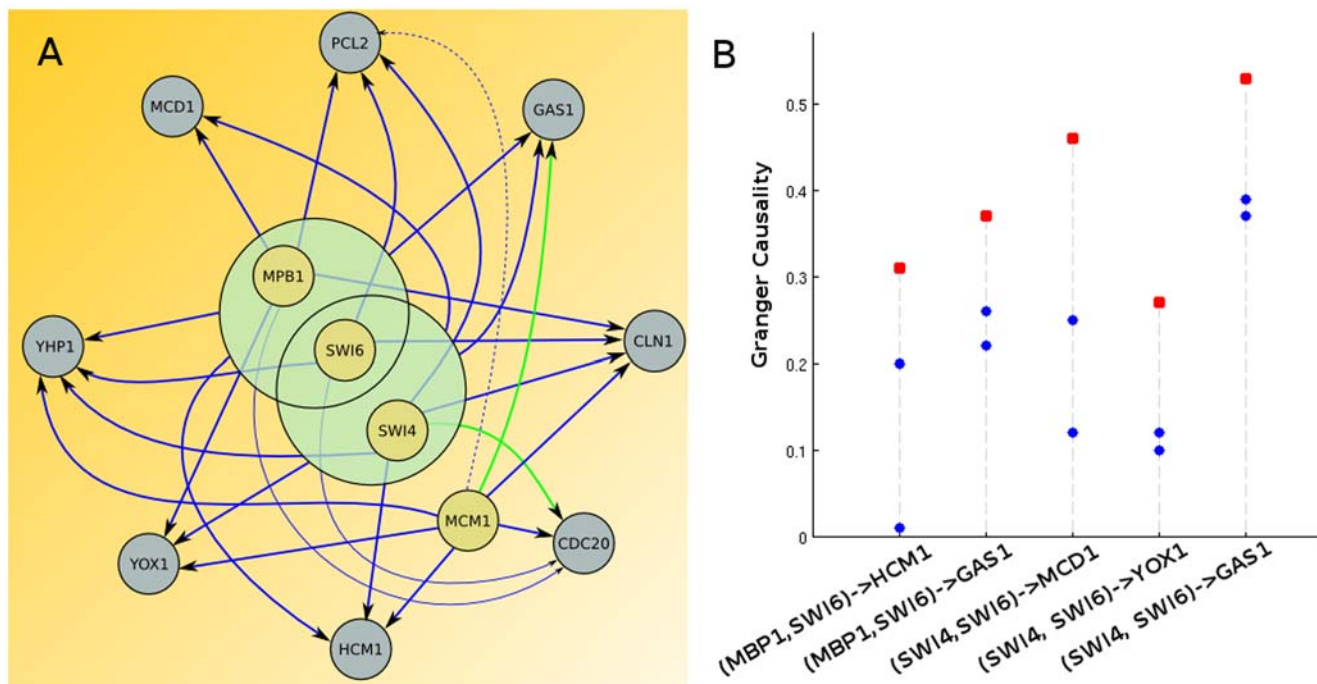 A
PCL2
MCD1
GAS1
MPB1
YHP1
SWI6
CLN1
SWI4
MCM1
CDC20
YOX1
HCM1
B
Granger Causality
0.5
0.4
0.3
0.2
0.1
0
(MBP1,SWI6)->HCM1
(MBP1,SWI6)->GAS1
(SWI4,SWI6)->MCD1
(SWI4, SWI6)->YOX1
(SWI4, SWI6)->GAS1